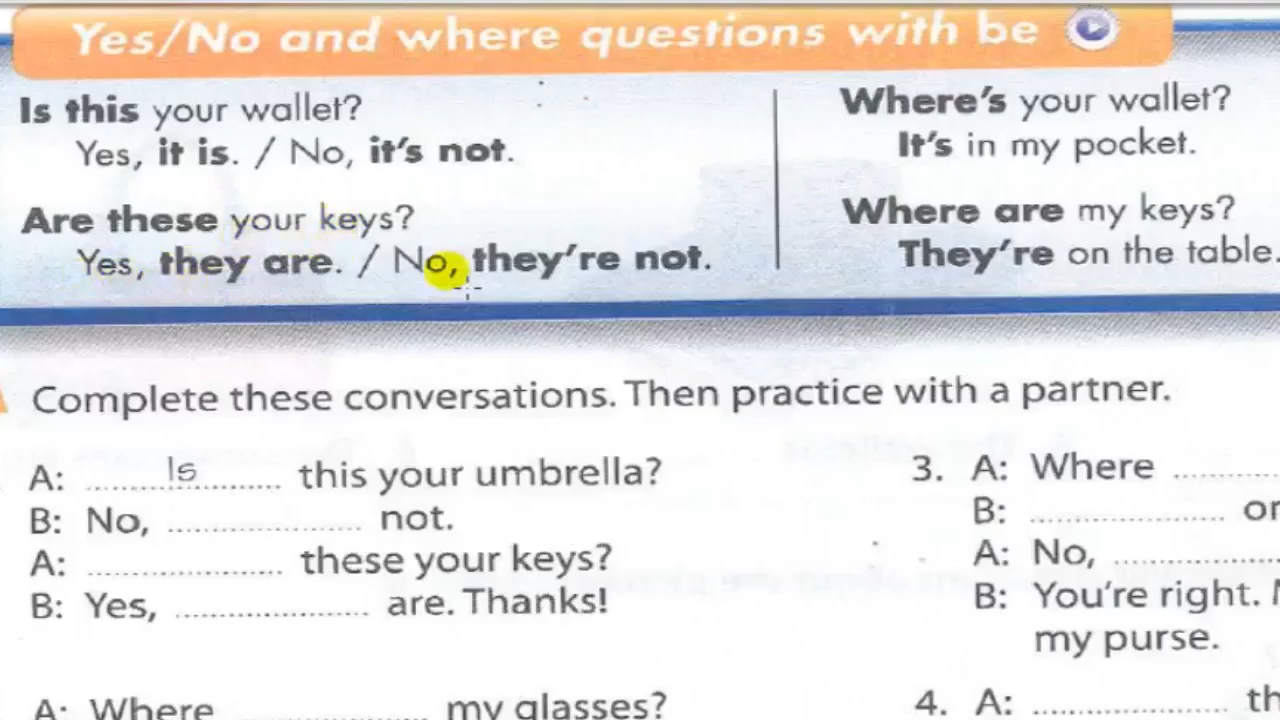 Yes/No and where questions with be
Is this your wallet?
Yes, it is. / No, it's not.
Are these your keys?
Yes, they are. / No, they're not.
Where's your wallet?
It's in my pocket.
Where are my keys?
They're on the table.
Complete these conversations. Then practice with a partner.
A: Is this your umbrella?
B: No, ............... not.
A: ............... these your keys?
B: Yes, ............... are. Thanks!
A: Where ............... my glasses?
3. A: Where ...............
B: ............... or
A: No, ...............
B: You're right.
my purse.
4. A: ............... th